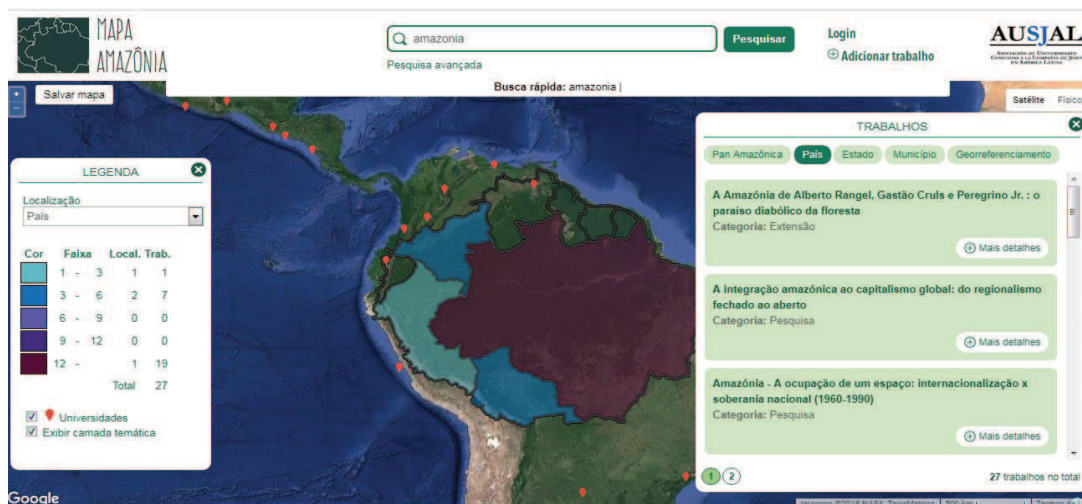 MAPA
AMAZÔNIA
amazonia
Pesquisar
Pesquisa avançada
Login
Adicionar trabalho
AUSJAL
Busca rápida: amazonia |
Salvar mapa
Satélite Físico
LEGENDA
Localização
País
Cor Faixa Local. Trab.
1 - 3 1 1
3 - 6 2 7
6 - 9 0 0
9 - 12 0 0
12 - 1 19
Total 27
Universidades
Exibir camada temática
TRABALHOS
Pan Amazônica País Estado Município Georreferenciamento
A Amazônia de Alberto Rangel, Gastão Cruls e Peregrino Jr. : o
paraíso diabólico da floresta
Categoria: Extensão
Mais detalhes
A integração amazónica ao capitalismo global: do regionalismo
fechado ao aberto
Categoria: Pesquisa
Mais detalhes
Amazônia - A ocupação de um espaço: internacionalização x
soberania nacional (1960-1990)
Categoria: Pesquisa
Mais detalhes
1 2
27 trabalhos no total
Google